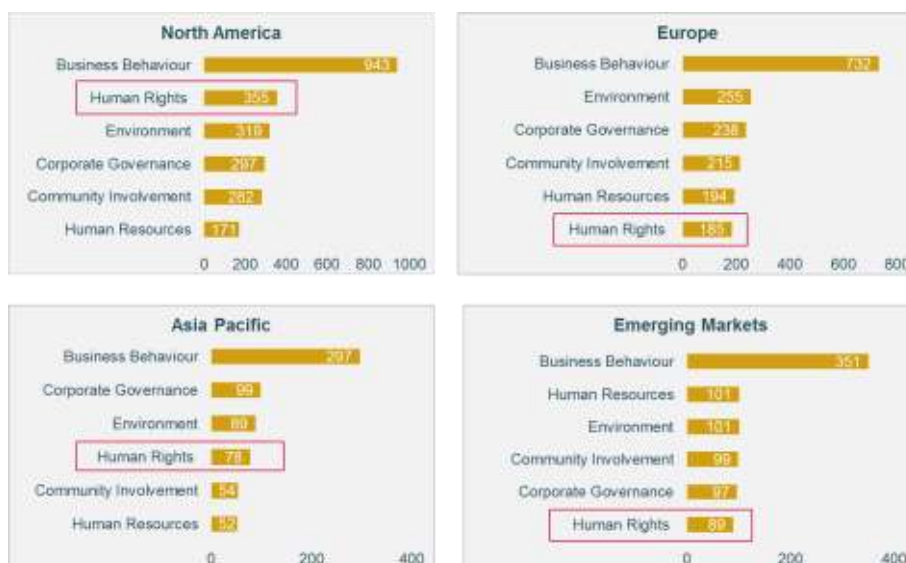 North America
Business Behaviour 943
Human Rights 355
Environment 319
Corporate Governance 297
Community Involvement 282
Human Resources 171
0 200 400 600 800 1000
Europe
Business Behaviour 732
Environment 255
Corporate Governance 238
Community Involvement 215
Human Resources 194
Human Rights 185
0 200 400 600 800
Asia Pacific
Business Behaviour 297
Corporate Governance 99
Environment 89
Human Rights 78
Community Involvement 54
Human Resources 52
0 200 400
Emerging Markets
Business Behaviour 351
Human Resources 101
Environment 101
Community Involvement 99
Corporate Governance 97
Human Rights 89
0 200 400